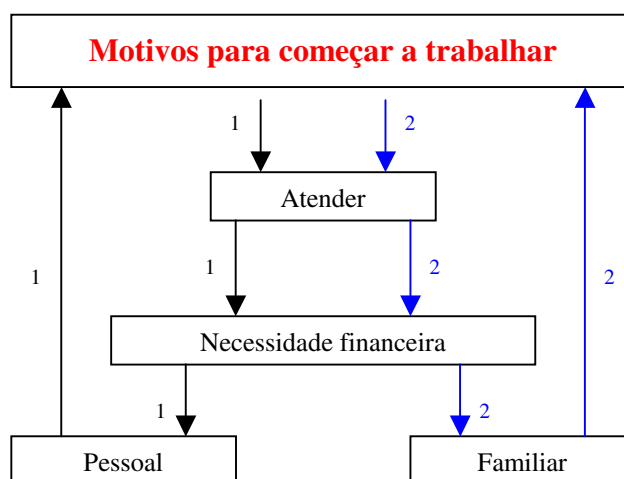 Motivos para começar a trabalhar
1 2
Atender
1 2
1 2
Necessidade financeira
1 2
Pessoal Familiar